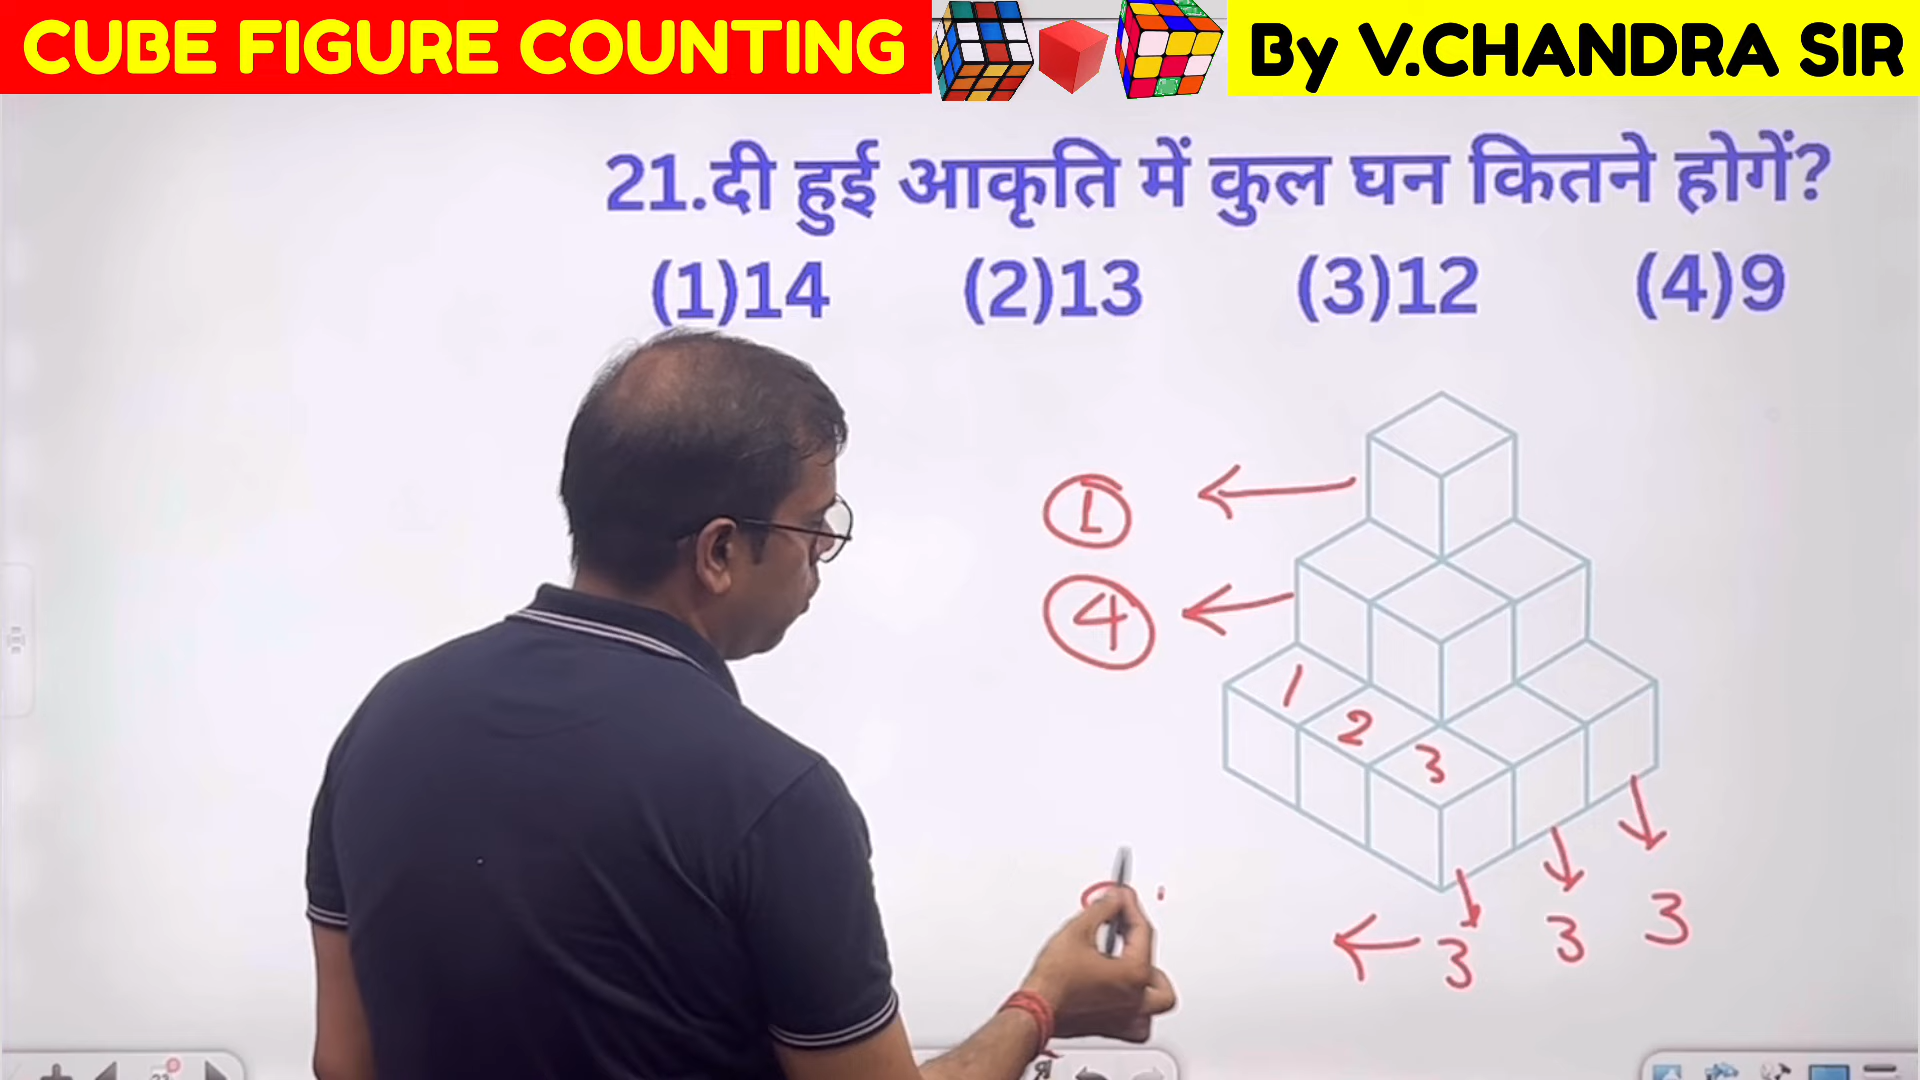 CUBE FIGURE COUNTING By V.CHANDRA SIR
21.दी हुई आकृति में कुल घन कितने होगें?
(1)14 (2)13 (3)12 (4)9
1
4
1
2
3
3 3 3